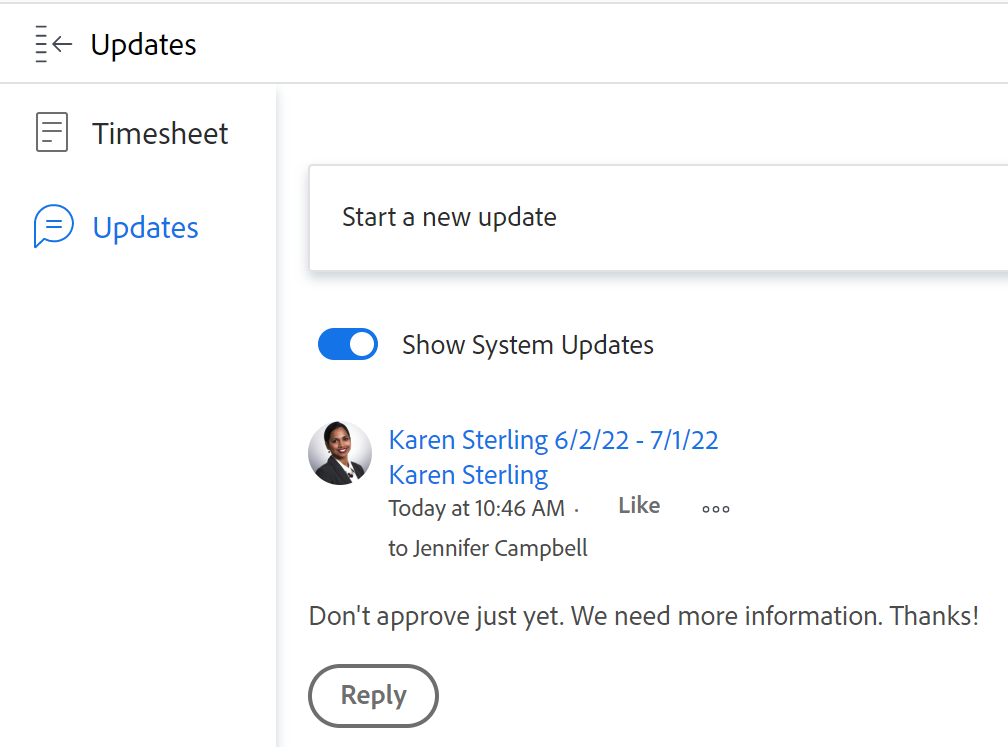 Updates
Timesheet
Updates
Start a new update
Show System Updates
Karen Sterling 6/2/22 - 7/1/22
Karen Sterling
Today at 10:46 AM · Like
to Jennifer Campbell
Don't approve just yet. We need more information. Thanks!
Reply